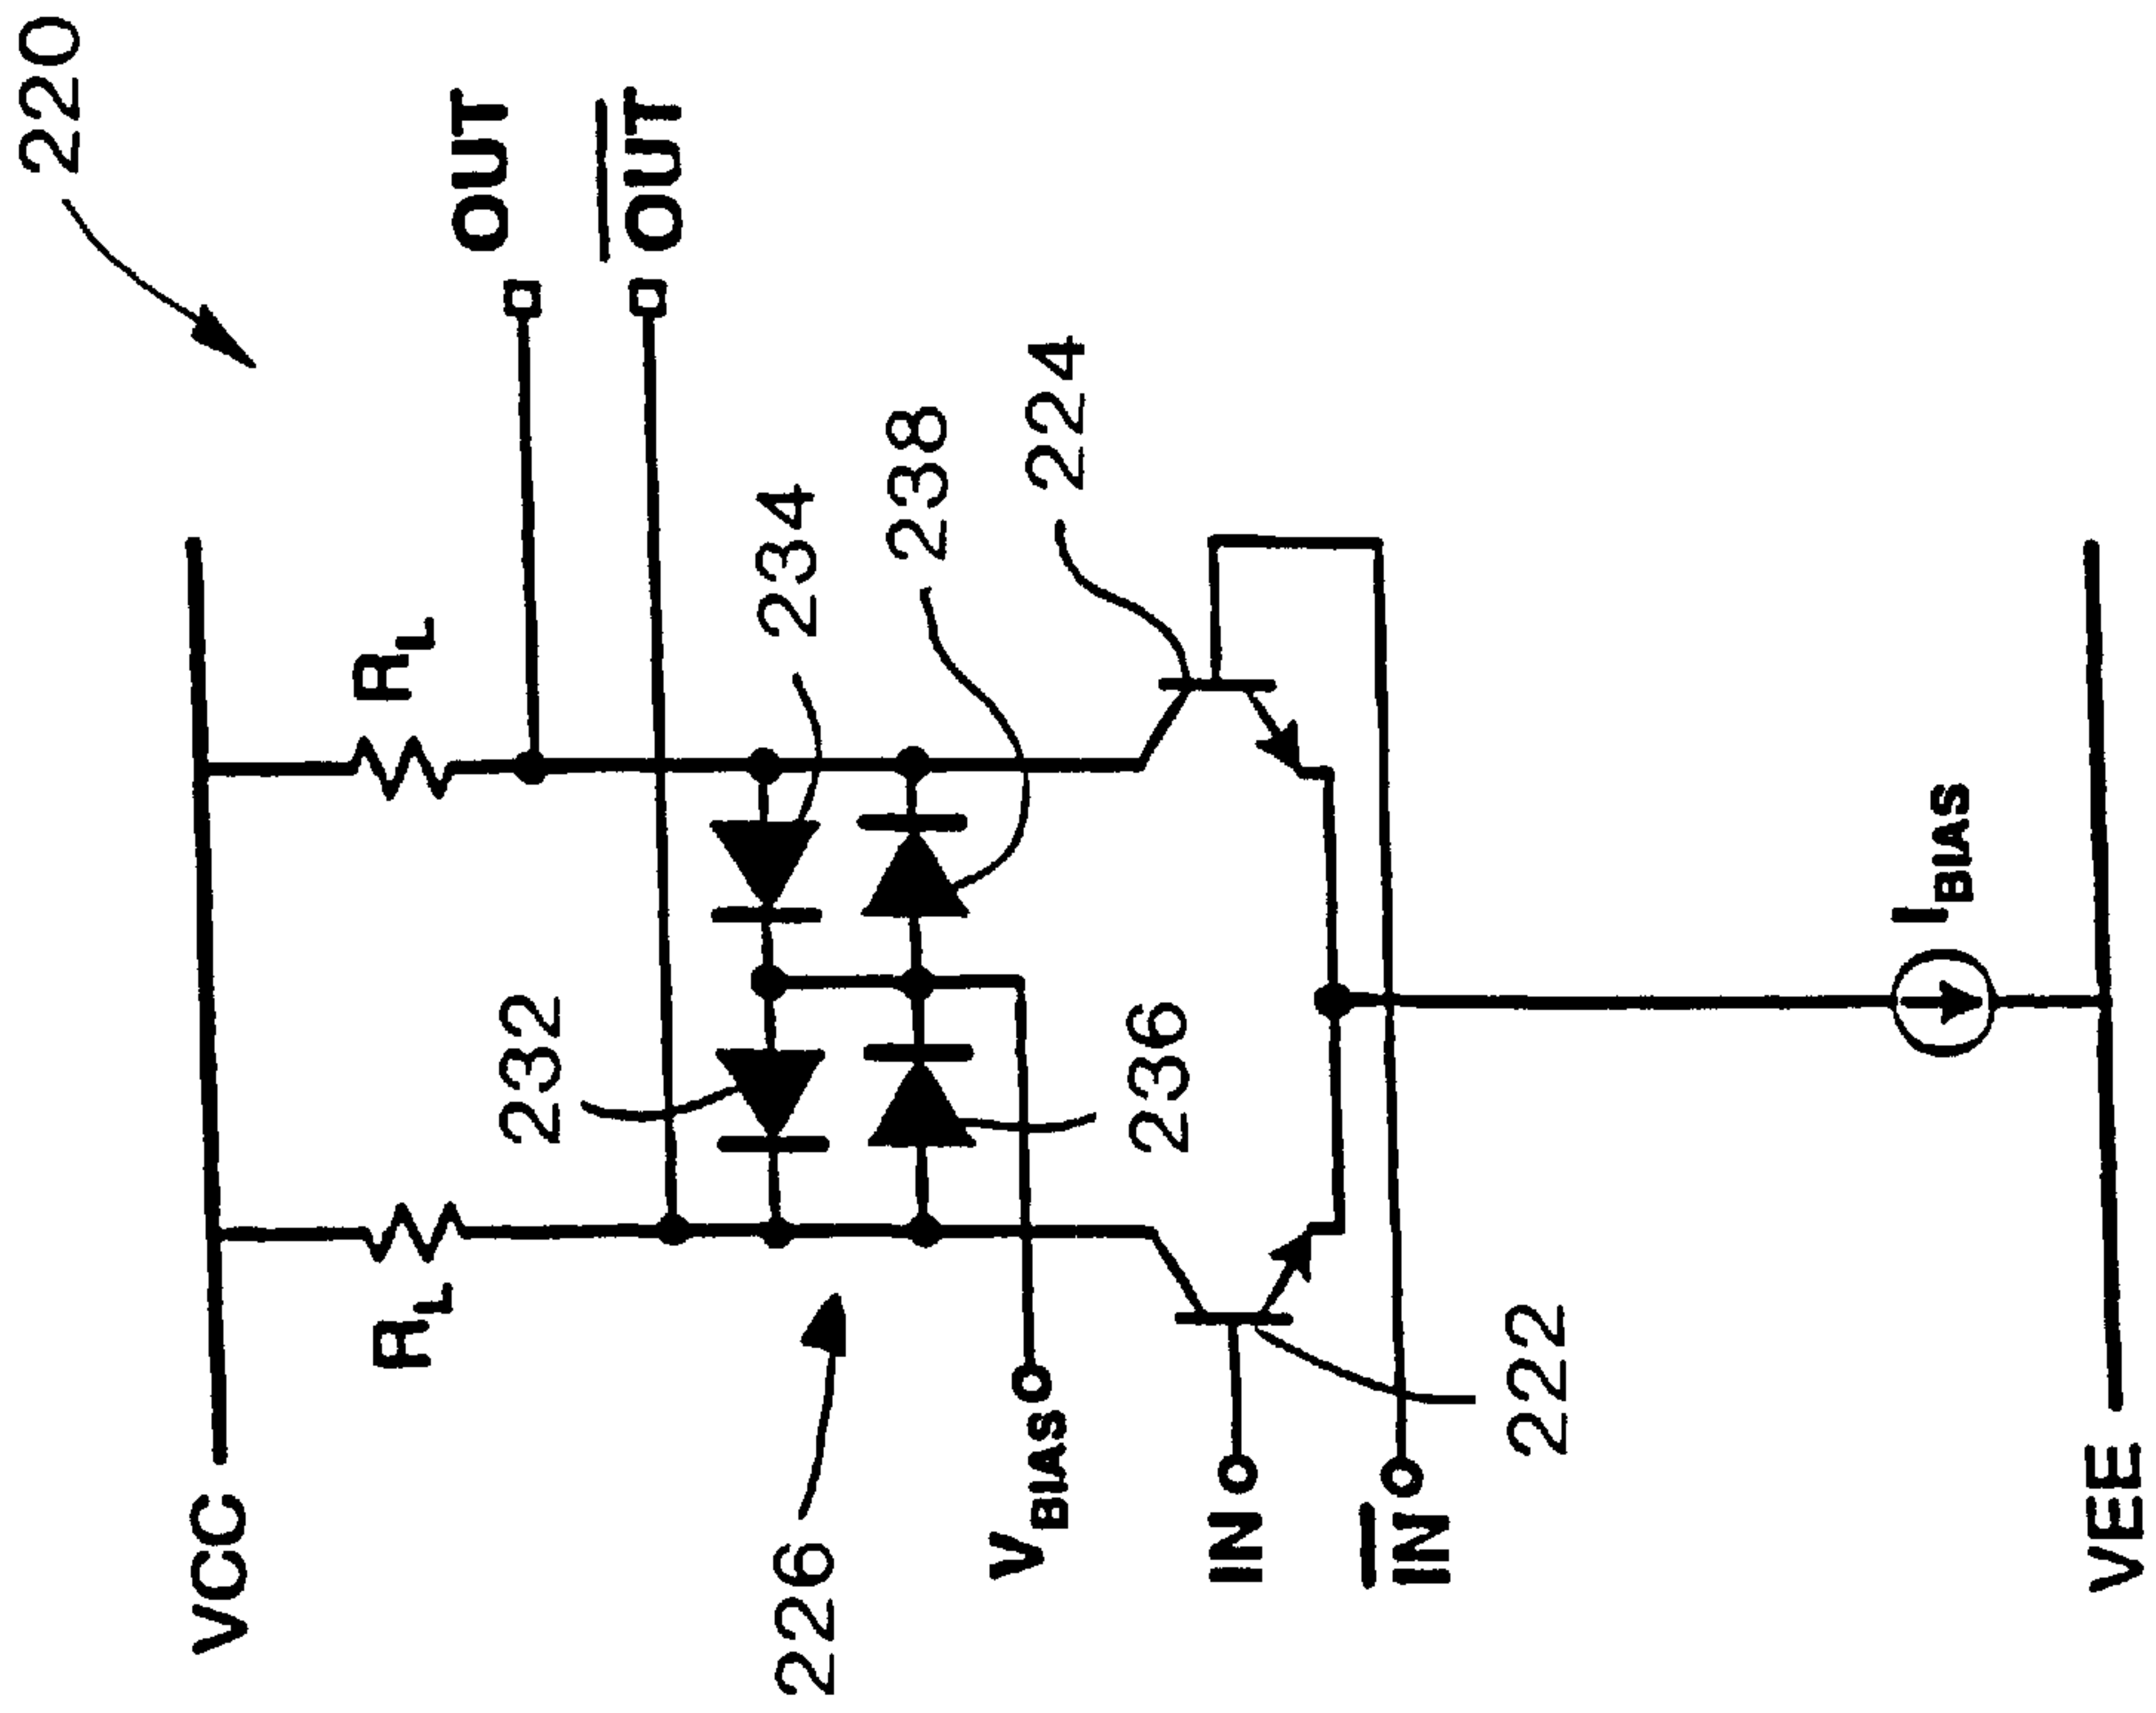 220
OUT
OUT
VCC
R_L
R_L
232
234
238
224
226
236
V_BIAS
IN
IN
222
I_BIAS
VEE